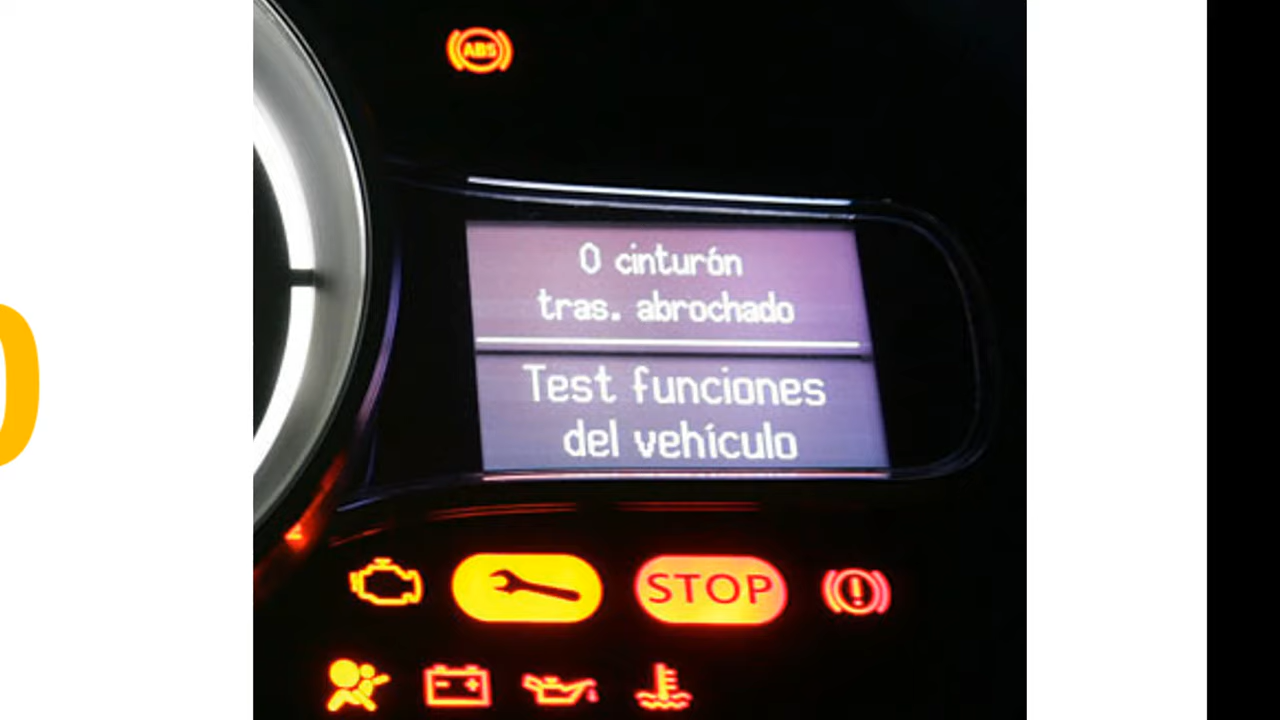 ABS
0 cinturón
tras. abrochado
Test funciones
del vehículo
STOP